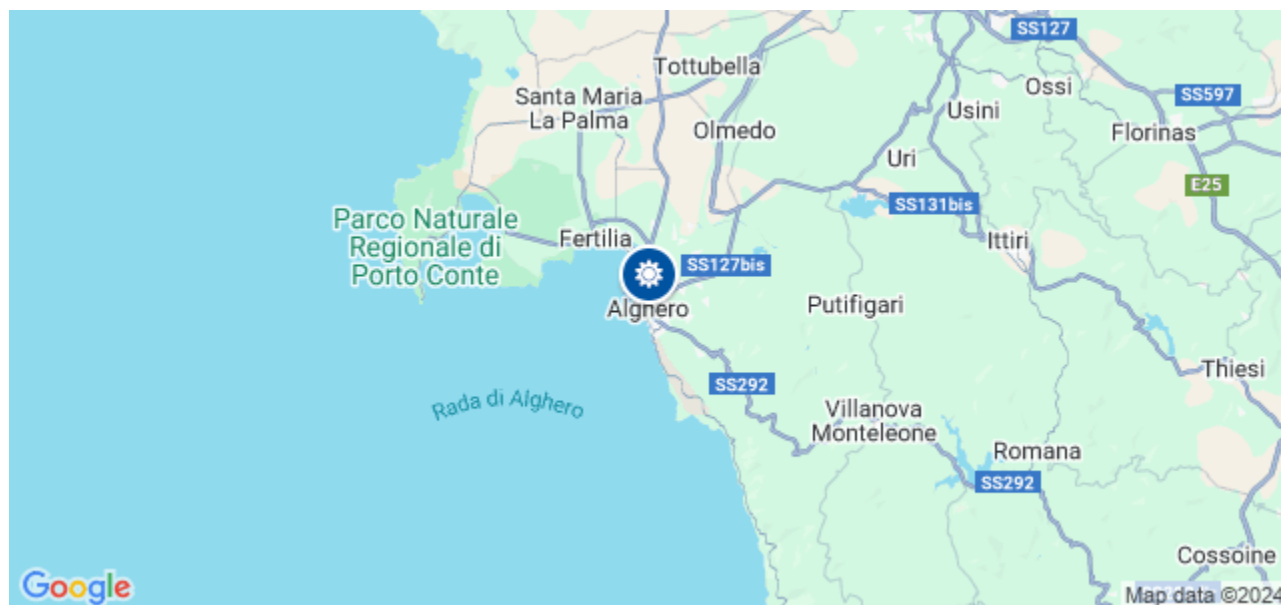 SS127
Tottubella
Ossi
Santa Maria
La Palma
SS597
Usini
Olmedo
Florinas
Uri
E25
SS131bis
Parco Naturale
Regionale di
Porto Conte
Fertilia
Ittiri
SS127bis
Alghero
Putifigari
Thiesi
SS292
Rada di Alghero
Villanova
Monteleone
Romana
SS292
Cossoine
Google
Map data ©2024